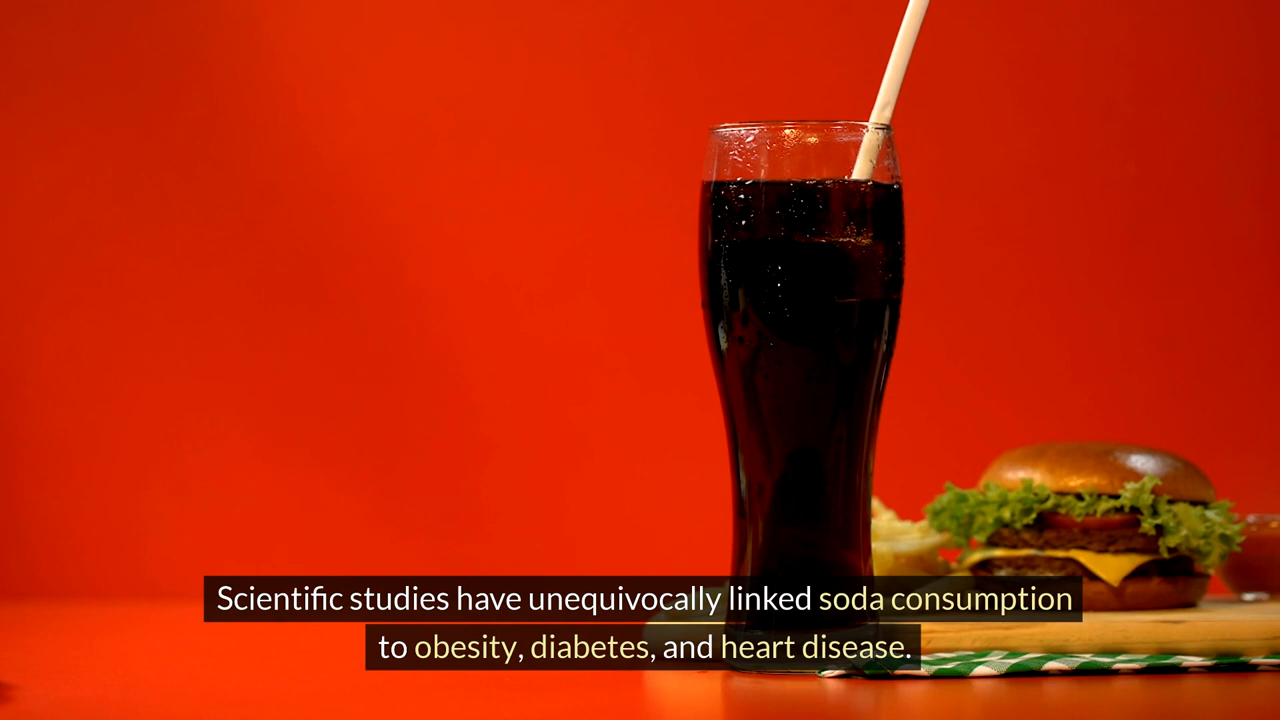 Scientific studies have unequivocally linked soda consumption
to obesity, diabetes, and heart disease.